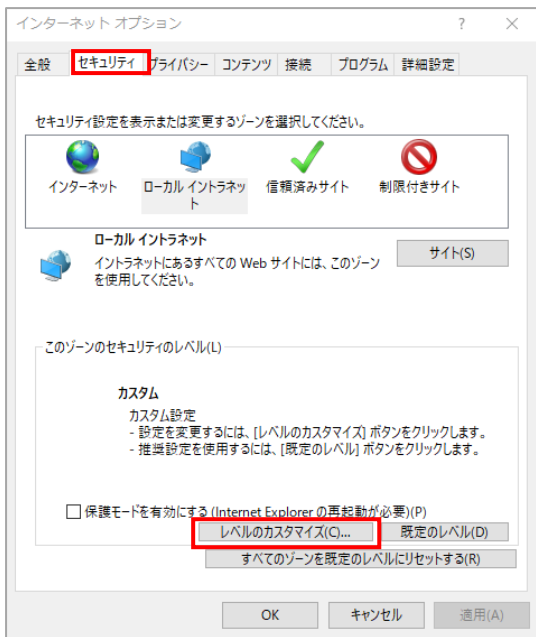 インターネット オプション
全般 セキュリティ プライバシー コンテンツ 接続 プログラム 詳細設定
セキュリティ設定を表示または変更するゾーンを選択してください。
インターネット
ローカル イントラネッ
ト
信頼済みサイト
制限付きサイト
ローカル イントラネット
イントラネットにあるすべての Web サイトには、このゾーン
を使用してください。
サイト(S)
このゾーンのセキュリティのレベル(L)
カスタム
カスタム設定
- 設定を変更するには、[レベルのカスタマイズ] ボタンをクリックします。
- 推奨設定を使用するには、[既定のレベル] ボタンをクリックします。
保護モードを有効にする (Internet Explorer の再起動が必要)(P)
レベルのカスタマイズ(C)... 既定のレベル(D)
すべてのゾーンを既定のレベルにリセットする(R)
OK キャンセル 適用(A)